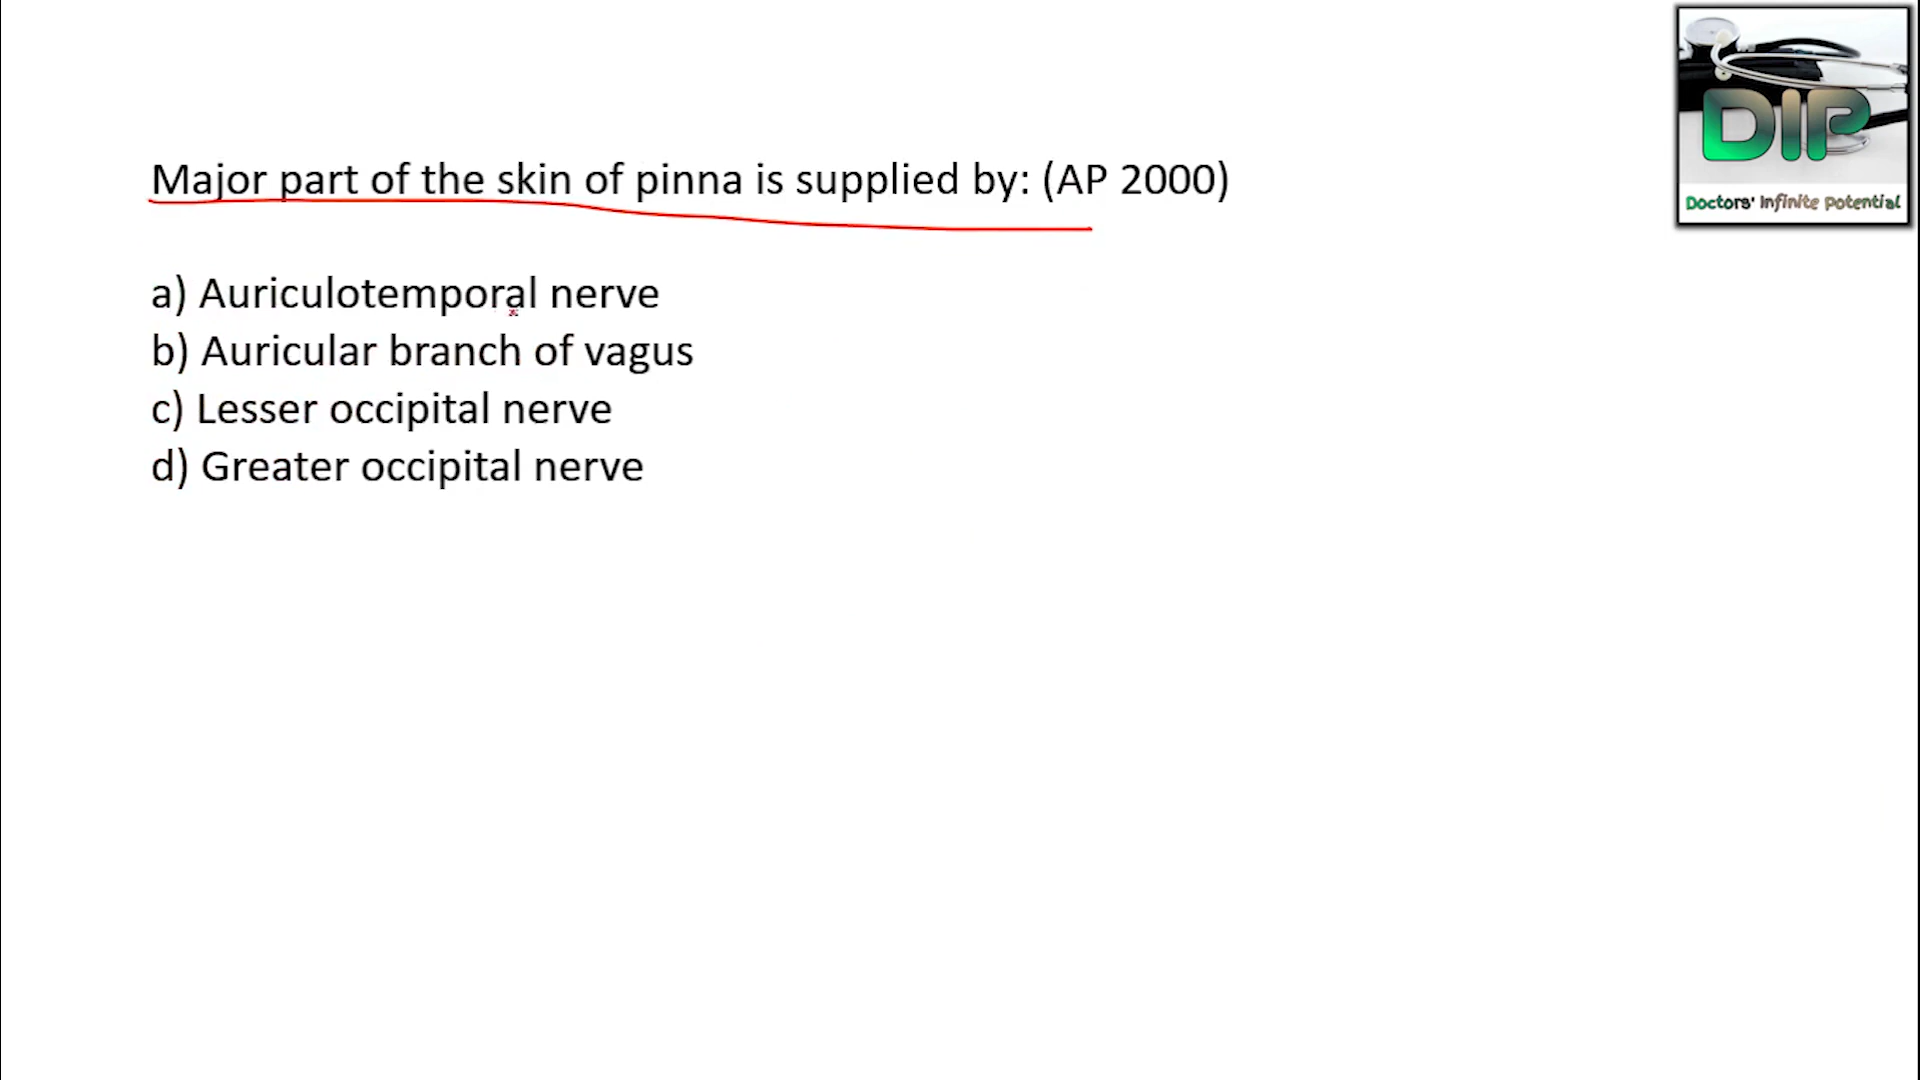 DIP
Doctors' Infinite Potential
Major part of the skin of pinna is supplied by: (AP 2000)
a) Auriculotemporal nerve
b) Auricular branch of vagus
c) Lesser occipital nerve
d) Greater occipital nerve